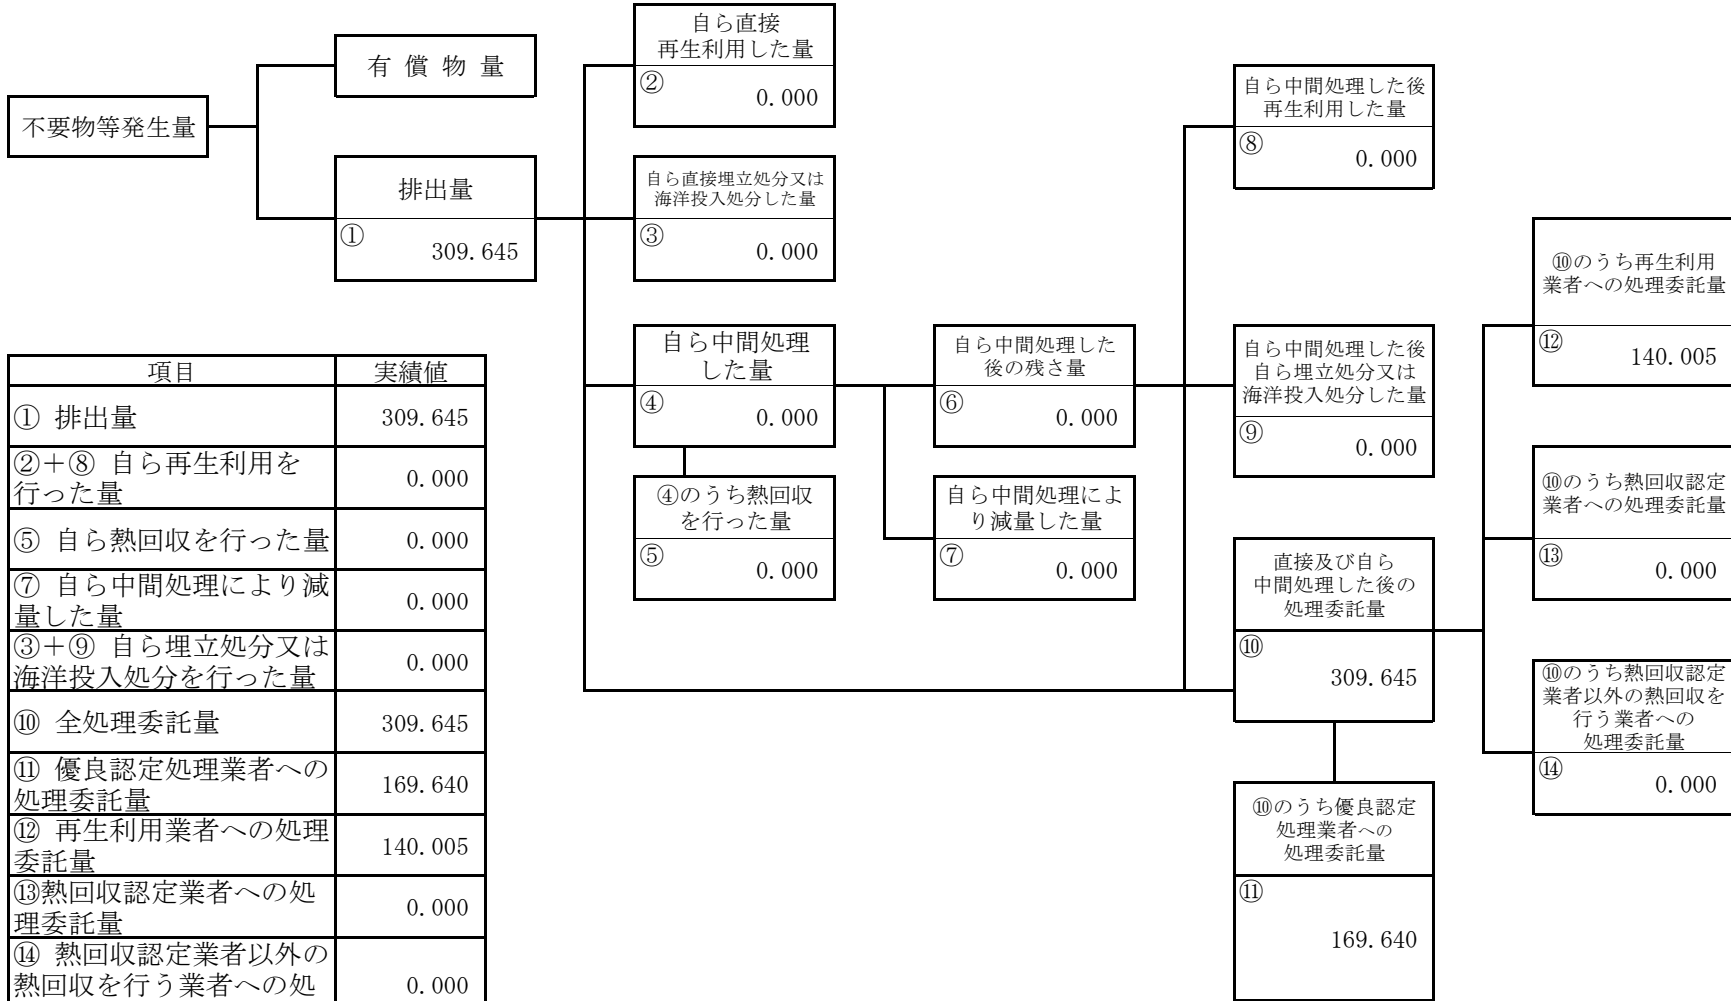 不要物等発生量
有 償 物 量
排出量
①
309.645
自ら直接
再生利用した量
②
0.000
自ら直接埋立処分又は
海洋投入処分した量
③
0.000
自ら中間処理
した量
④
0.000
④のうち熱回収
を行った量
⑤
0.000
自ら中間処理した
後の残さ量
⑥
0.000
自ら中間処理によ
り減量した量
⑦
0.000
自ら中間処理した後
再生利用した量
⑧
0.000
自ら中間処理した後
自ら埋立処分又は
海洋投入処分した量
⑨
0.000
直接及び自ら
中間処理した後の
処理委託量
⑩
309.645
⑩のうち優良認定
処理業者への
処理委託量
⑪
169.640
⑩のうち再生利用
業者への処理委託量
⑫
140.005
⑩のうち熱回収認定
業者への処理委託量
⑬
0.000
⑩のうち熱回収認定
業者以外の熱回収を
行う業者への
処理委託量
⑭
0.000
項目 実績値
① 排出量 309.645
②+⑧ 自ら再生利用を
行った量 0.000
⑤ 自ら熱回収を行った量 0.000
⑦ 自ら中間処理により減
量した量 0.000
③+⑨ 自ら埋立処分又は
海洋投入処分を行った量 0.000
⑩ 全処理委託量 309.645
⑪ 優良認定処理業者への
処理委託量 169.640
⑫ 再生利用業者への処理
委託量 140.005
⑬熱回収認定業者への処
理委託量 0.000
⑭ 熱回収認定業者以外の
熱回収を行う業者への処 0.000